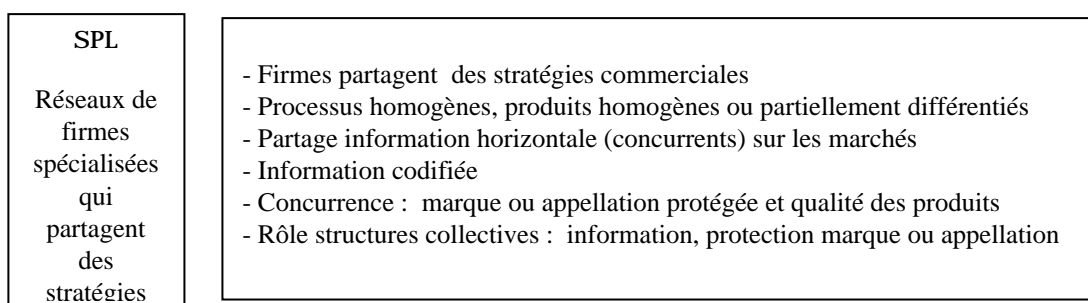 SPL
Réseaux de
firmes
spécialisées
qui
partagent
des
stratégies
- Firmes partagent des stratégies commerciales
- Processus homogènes, produits homogènes ou partiellement différentiés
- Partage information horizontale (concurrents) sur les marchés
- Information codifiée
- Concurrence : marque ou appellation protégée et qualité des produits
- Rôle structures collectives : information, protection marque ou appellation